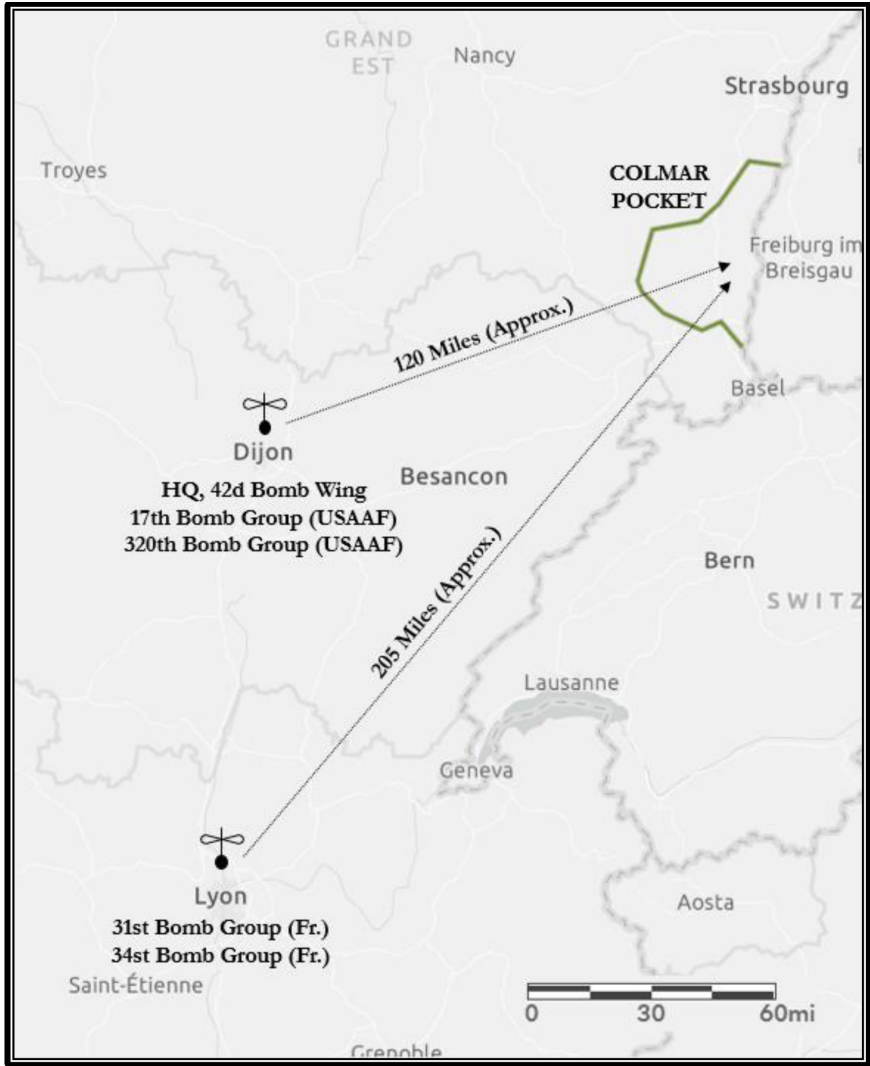 GRAND
EST
Nancy
Strasbourg
Troyes
COLMAR
POCKET
Freiburg im
Breisgau
120 Miles (Approx.)
Basel
Dijon
Besancon
HQ, 42d Bomb Wing
17th Bomb Group (USAAF)
320th Bomb Group (USAAF)
205 Miles (Approx.)
Bern
SWITZ
Lausanne
Geneva
Lyon
31st Bomb Group (Fr.)
34st Bomb Group (Fr.)
Aosta
Saint-Étienne
0 30 60mi
Grenoble